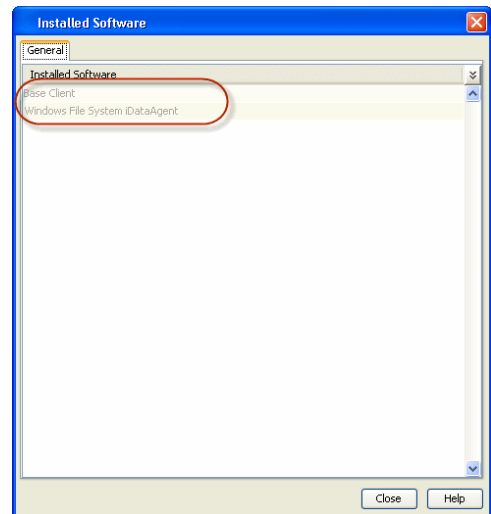 Installed Software
General
Installed Software
Base Client
Windows File System iDataAgent
Close Help